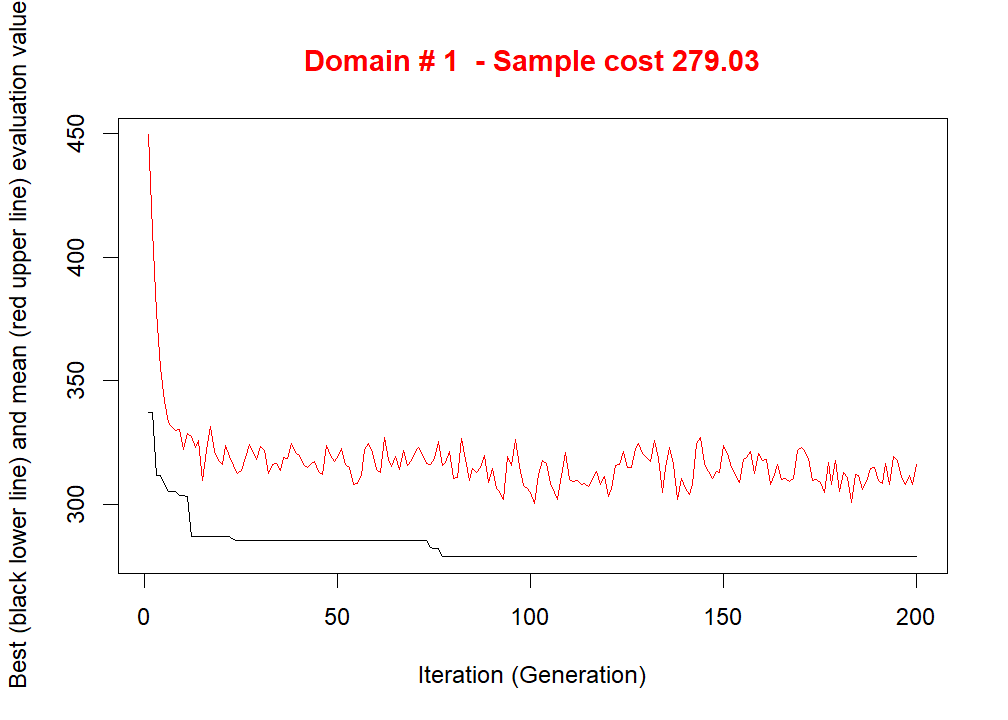 Domain # 1  - Sample cost 279.03
Best (black lower line) and mean (red upper line) evaluation value
450
400
350
300
0 50 100 150 200
Iteration (Generation)